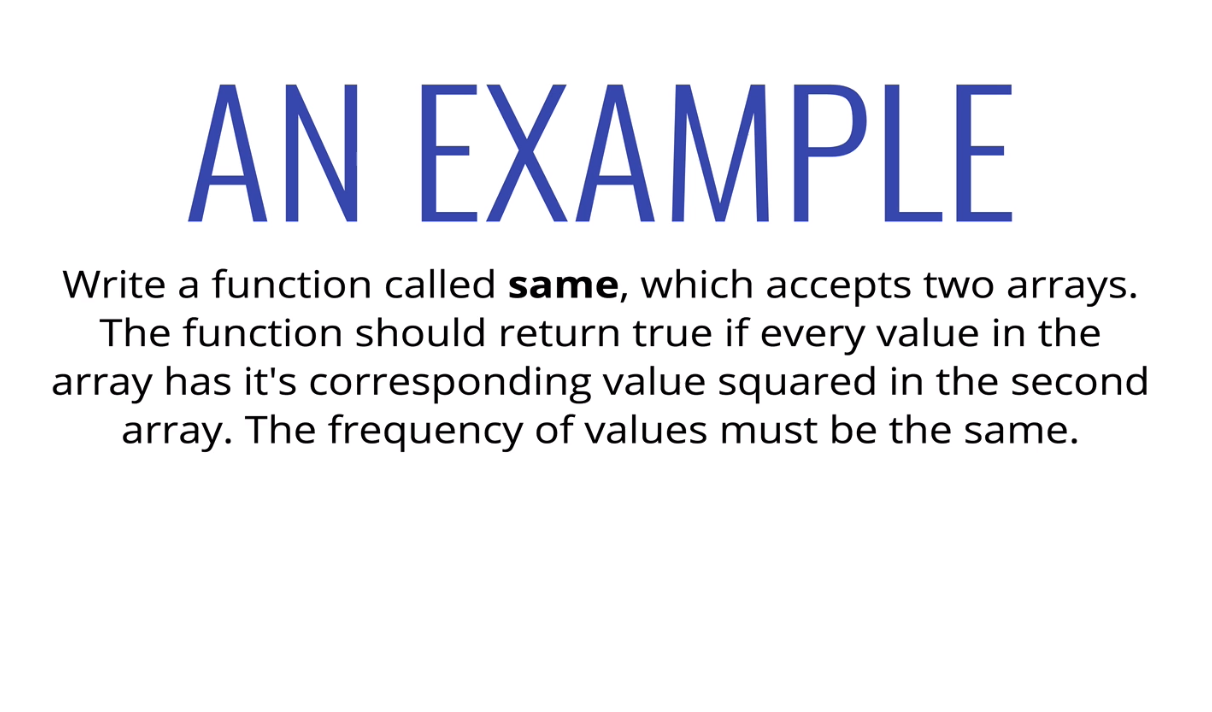 AN EXAMPLE
Write a function called same, which accepts two arrays.
The function should return true if every value in the
array has it's corresponding value squared in the second
array. The frequency of values must be the same.